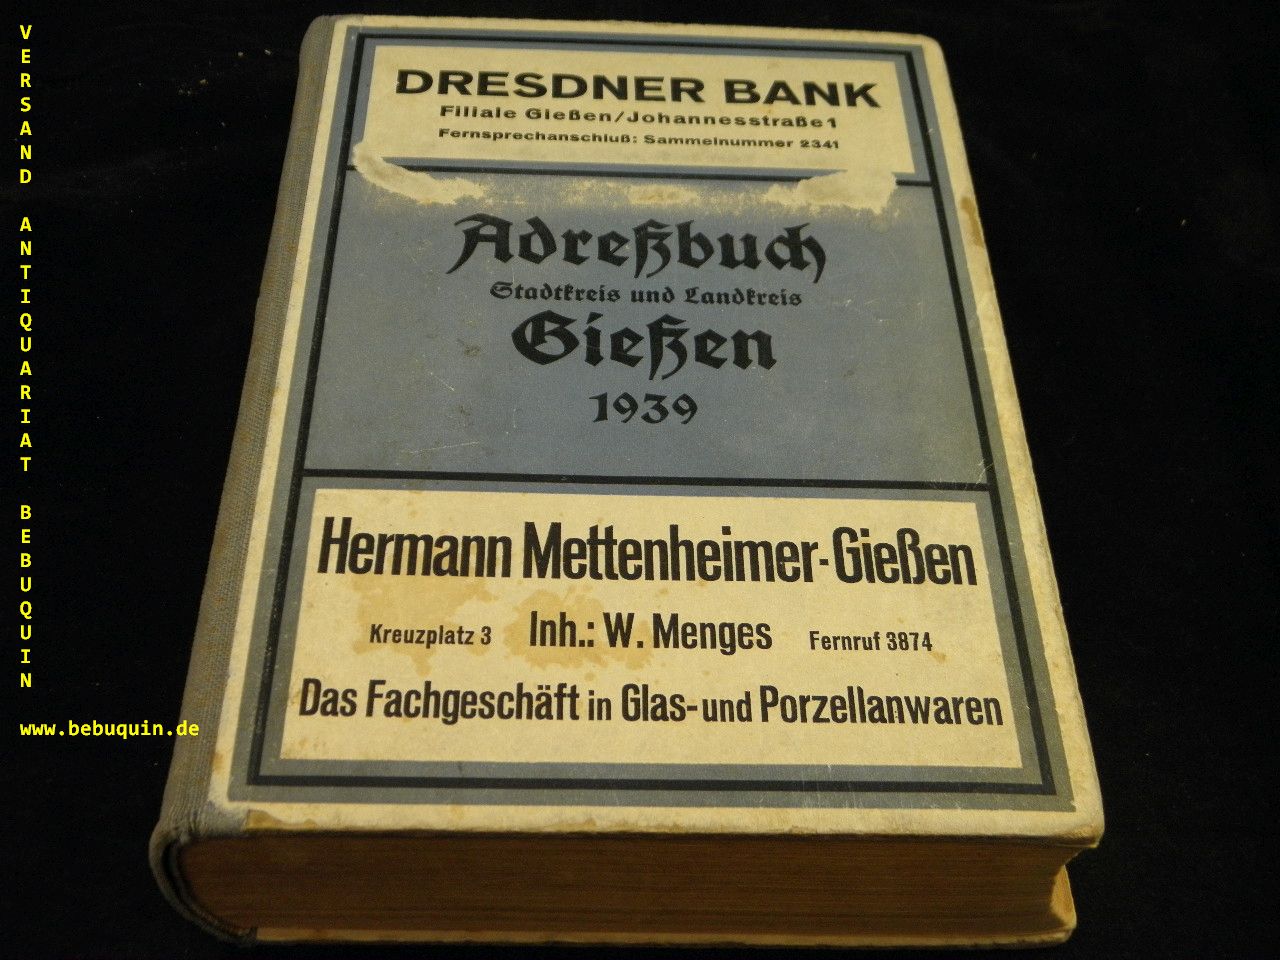 VERSAND ANTIQUARIAT BEBUQUIN
www.bebuquin.de
DRESDNER BANK
Filiale Gießen/Johannesstraße 1
Fernsprechanschluß: Sammelnummer 2341
Adreßbuch
Stadtkreis und Landkreis
Gießen
1939
Hermann Mettenheimer-Gießen
Kreuzplatz 3 Inh.: W. Menges Fernruf 3874
Das Fachgeschäft in Glas- und Porzellanwaren